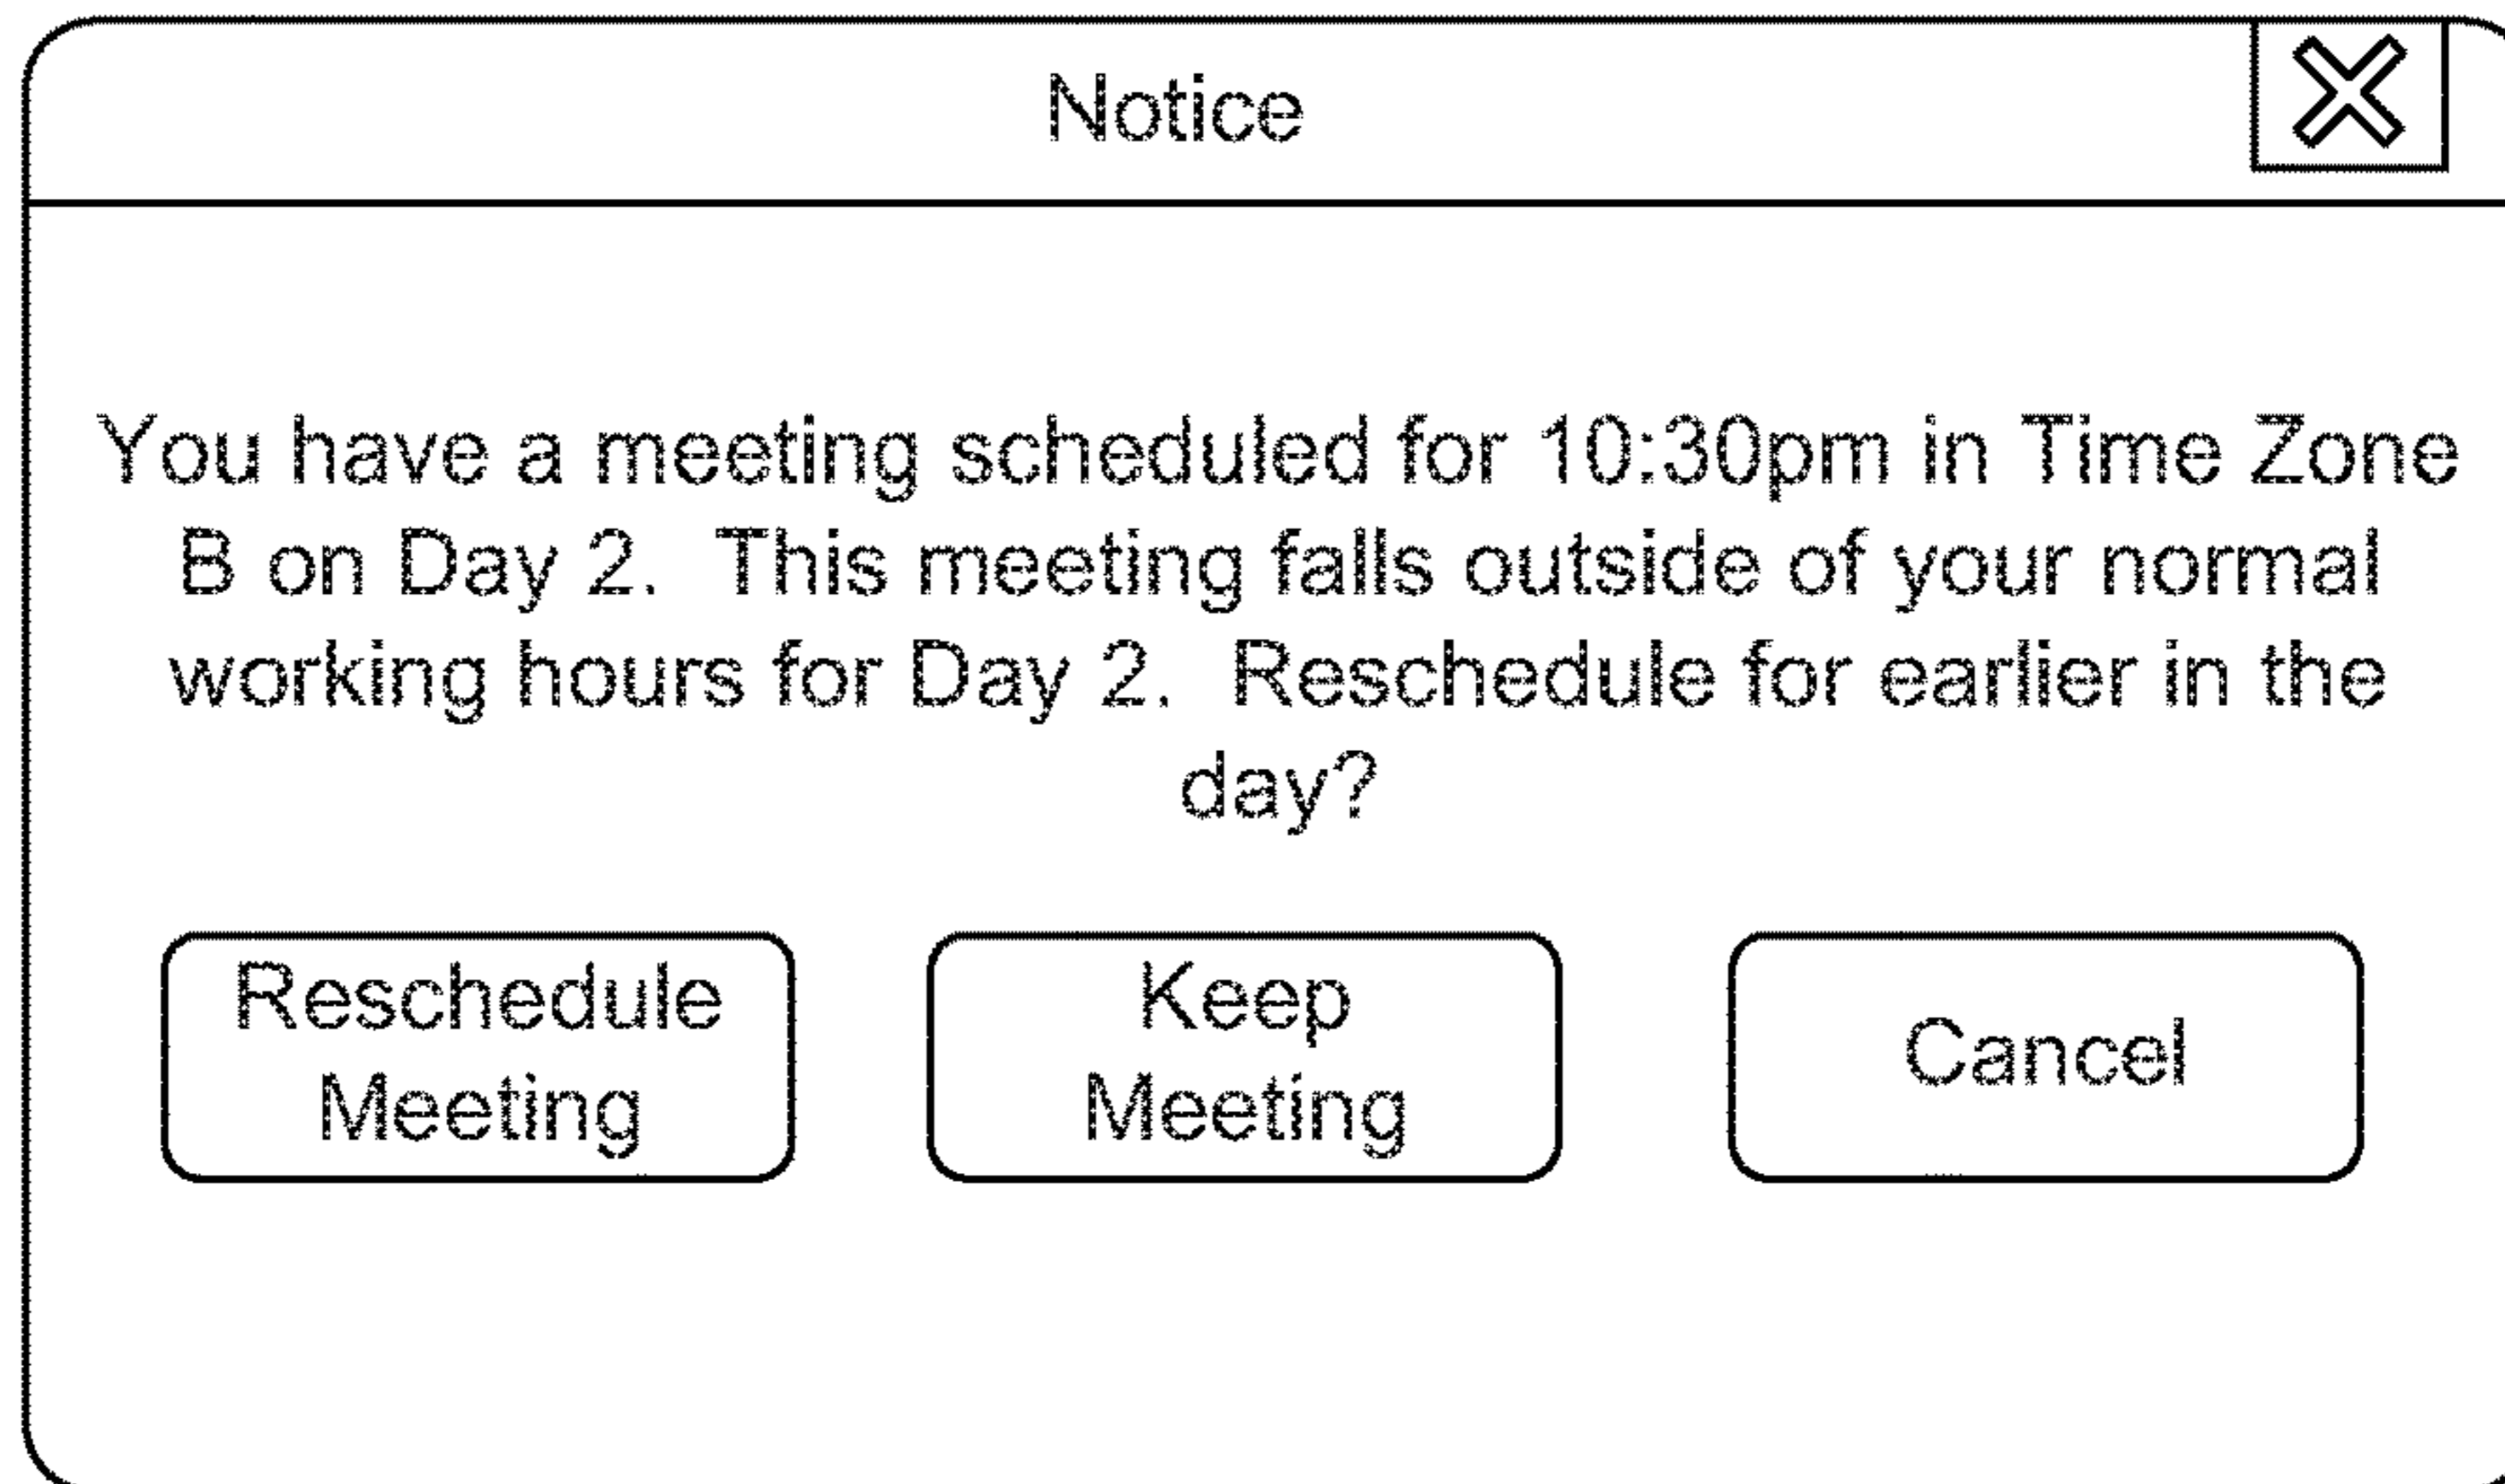 Notice
You have a meeting scheduled for 10:30pm in Time Zone
B on Day 2.  This meeting falls outside of your normal
working hours for Day 2.  Reschedule for earlier in the
day?
Reschedule
Meeting
Keep
Meeting
Cancel